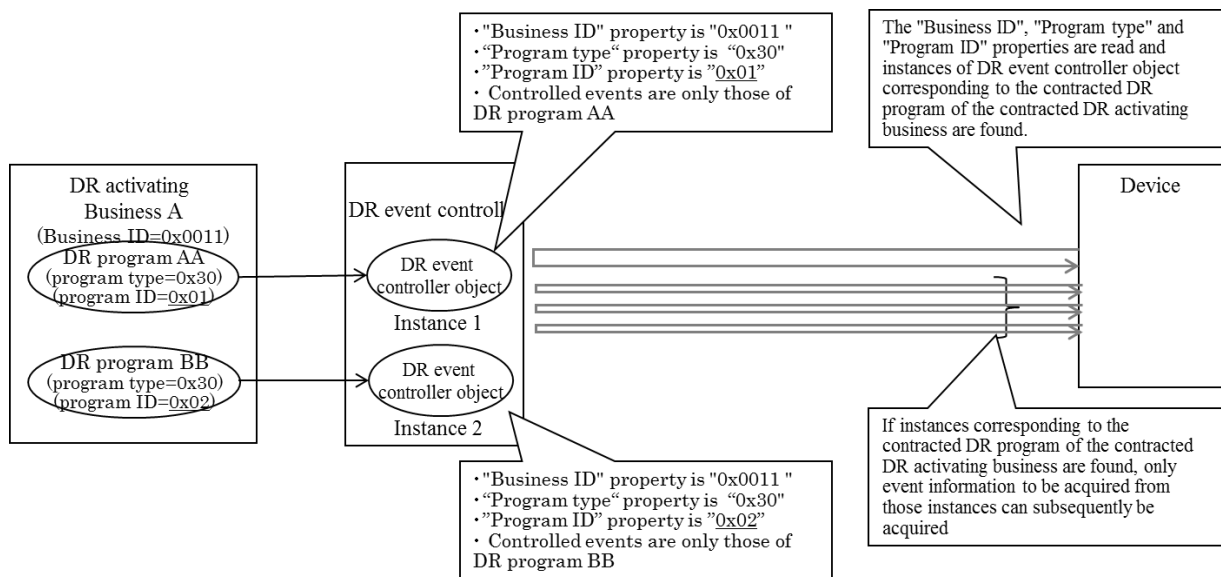 ・"Business ID" property is "0x0011 "
・“Program type“ property is “0x30"
・”Program ID” property is ”0x01”
・ Controlled events are only those of
DR program AA
The "Business ID", "Program type" and
"Program ID" properties are read and
instances of DR event controller object
corresponding to the contracted DR
program of the contracted DR activating
business are found.
DR activating
Business A
(Business ID=0x0011)
DR program AA
(program type=0x30)
(program ID=0x01)
DR program BB
(program type=0x30)
(program ID=0x02)
DR event controll
DR event
controller object
Instance 1
DR event
controller object
Instance 2
Device
・"Business ID" property is "0x0011 "
・“Program type“ property is “0x30"
・”Program ID” property is ”0x02”
・ Controlled events are only those of
DR program BB
If instances corresponding to the
contracted DR program of the contracted
DR activating business are found, only
event information to be acquired from
those instances can subsequently be
acquired